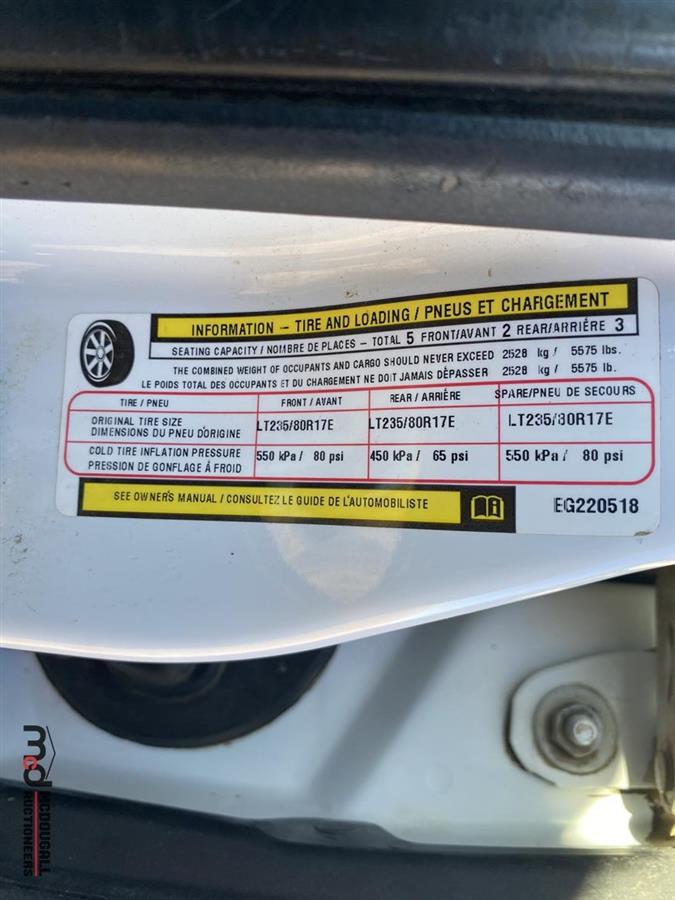 INFORMATION – TIRE AND LOADING / PNEUS ET CHARGEMENT
SEATING CAPACITY / NOMBRE DE PLACES – TOTAL 5 FRONT/AVANT 2 REAR/ARRIÈRE 3
THE COMBINED WEIGHT OF OCCUPANTS AND CARGO SHOULD NEVER EXCEED 2528 kg / 5575 lbs.
LE POIDS TOTAL DES OCCUPANTS ET DU CHARGEMENT NE DOIT JAMAIS DÉPASSER 2528 kg / 5575 lb.
TIRE / PNEU FRONT / AVANT REAR / ARRIÈRE SPARE/PNEU DE SECOURS
ORIGINAL TIRE SIZE
DIMENSIONS DU PNEU D'ORIGINE
LT235/80R17E LT235/80R17E LT235/80R17E
COLD TIRE INFLATION PRESSURE
PRESSION DE GONFLAGE À FROID
550 kPa / 80 psi 450 kPa / 65 psi 550 kPa / 80 psi
SEE OWNER'S MANUAL / CONSULTEZ LE GUIDE DE L'AUTOMOBILISTE
EG220518
mcd
MCDOUGALL
AUCTIONEERS